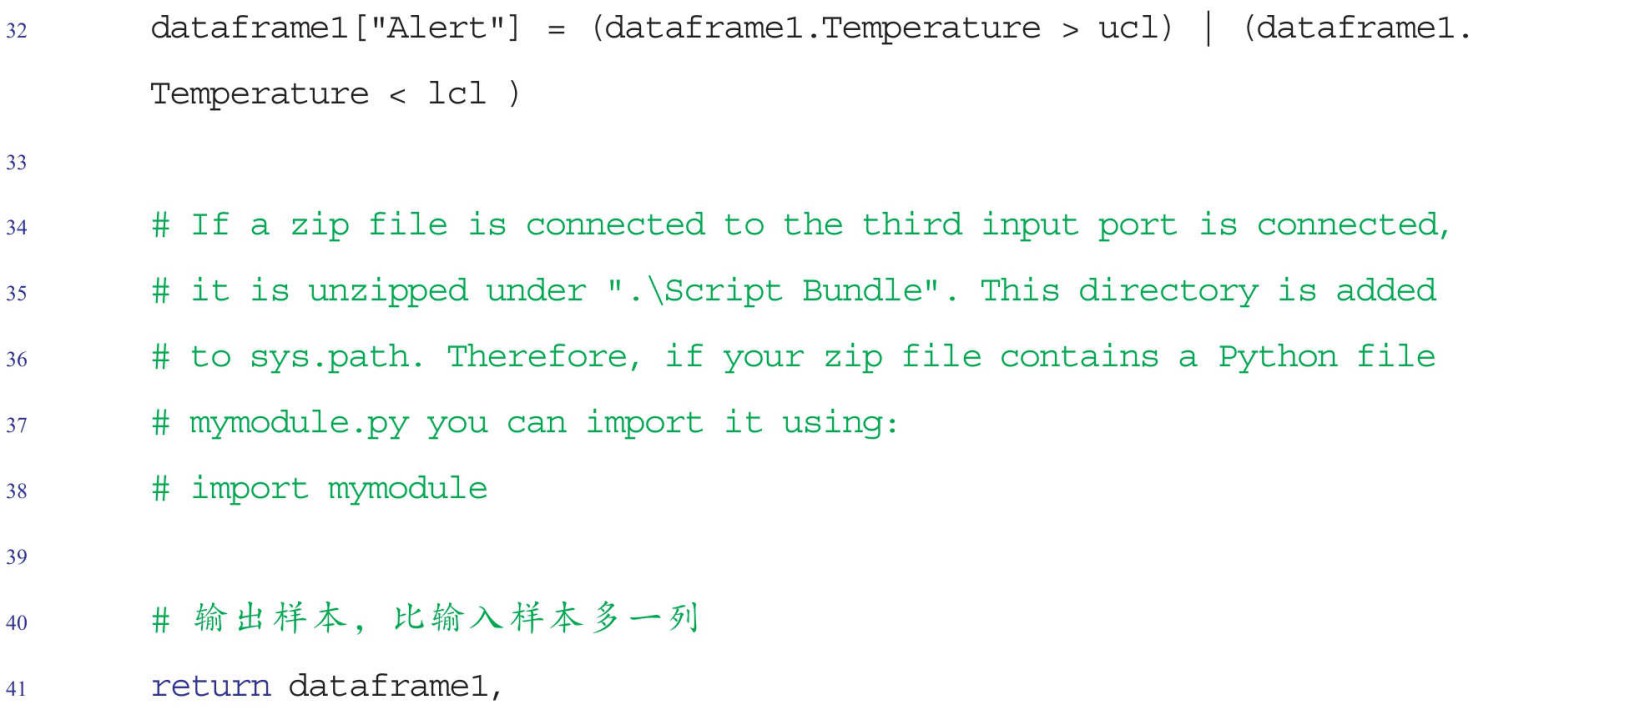 32 dataframe1["Alert"] = (dataframe1.Temperature > ucl) | (dataframe1.
Temperature < lcl )
33
34 # If a zip file is connected to the third input port is connected,
35 # it is unzipped under ".\Script Bundle". This directory is added
36 # to sys.path. Therefore, if your zip file contains a Python file
37 # mymodule.py you can import it using:
38 # import mymodule
39
40 # 输出样本，比输入样本多一列
41 return dataframe1,